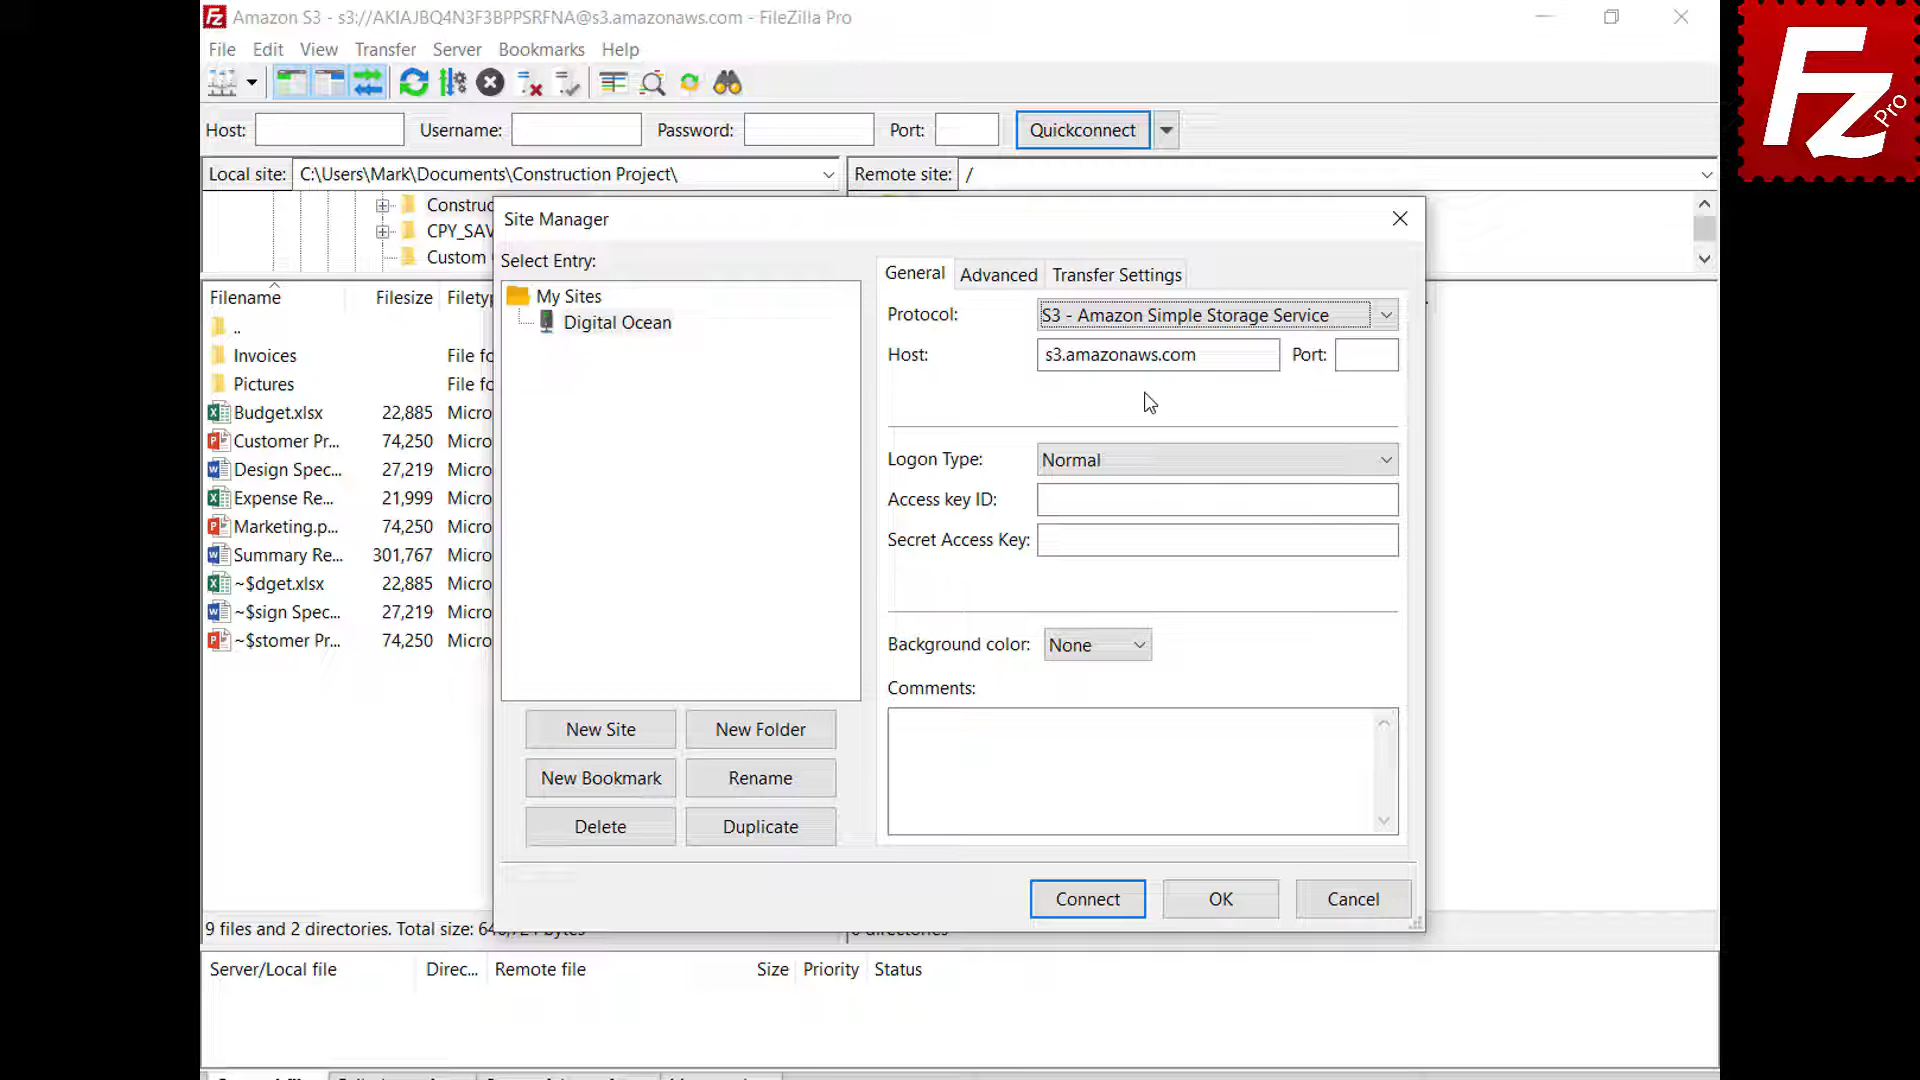 Amazon S3 - s3://AKIAJBQ4N3F3BPPSRFNA@s3.amazonaws.com - FileZilla Pro
File Edit View Transfer Server Bookmarks Help
Host: Username: Password: Port: Quickconnect
Local site: C:\Users\Mark\Documents\Construction Project\ Remote site: /
Construc
CPY_SAV
Custom
Filename Filesize Filetyp
..
Invoices File fo
Pictures File fo
Budget.xlsx 22,885 Micro
Customer Pr... 74,250 Micro
Design Spec... 27,219 Micro
Expense Re... 21,999 Micro
Marketing.p... 74,250 Micro
Summary Re... 301,767 Micro
~$dget.xlsx 22,885 Micro
~$sign Spec... 27,219 Micro
~$stomer Pr... 74,250 Micro
9 files and 2 directories. Total size: bytes
directories
Site Manager
Select Entry:
My Sites
Digital Ocean
New Site New Folder
New Bookmark Rename
Delete Duplicate
General Advanced Transfer Settings
Protocol: S3 - Amazon Simple Storage Service
Host: s3.amazonaws.com Port:
Logon Type: Normal
Access key ID:
Secret Access Key:
Background color: None
Comments:
Connect OK Cancel
Server/Local file Direc... Remote file Size Priority Status
Fz Pro